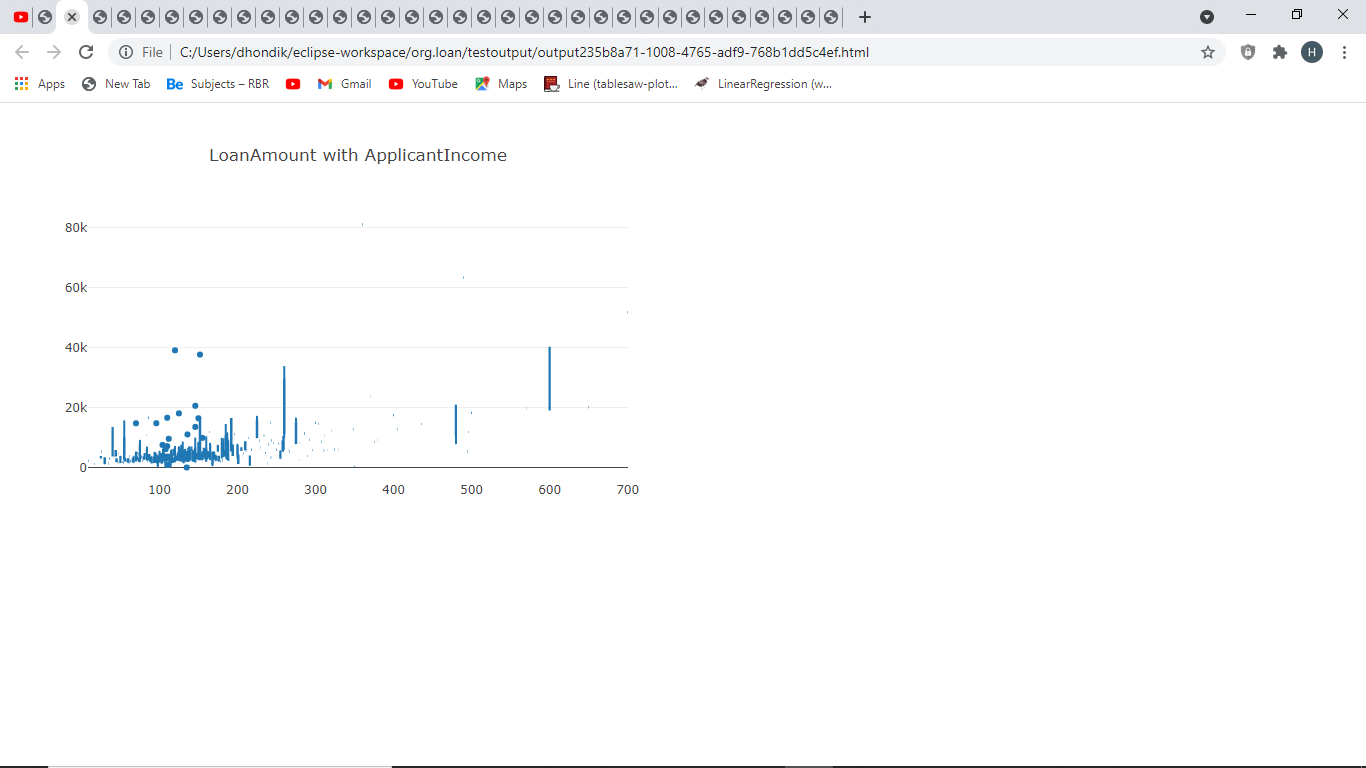 File C:/Users/dhondik/eclipse-workspace/org.loan/testoutput/output235b8a71-1008-4765-adf9-768b1dd5c4ef.html
H
Apps New Tab Be Subjects – RBR Gmail YouTube Maps Line (tablesaw-plot... LinearRegression (w...
LoanAmount with ApplicantIncome
80k
60k
40k
20k
0
100 200 300 400 500 600 700